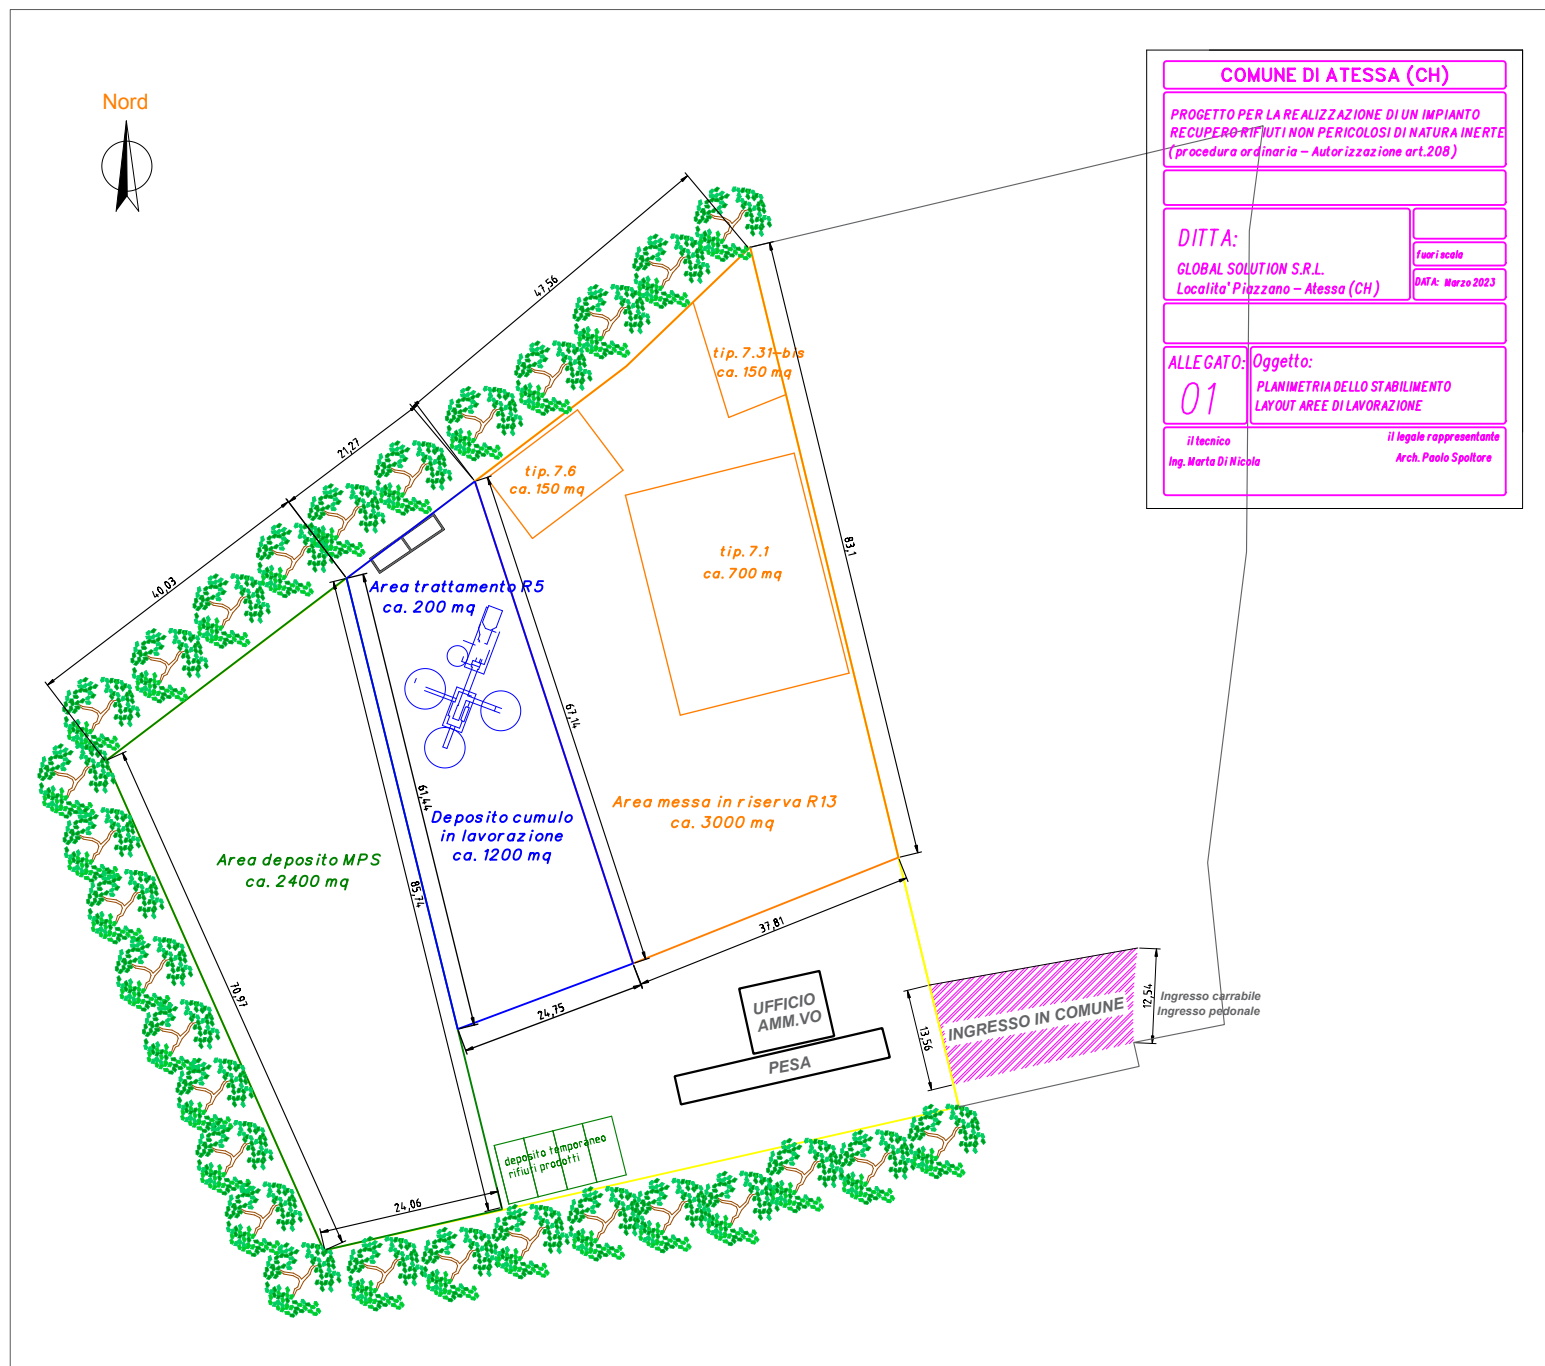 Nord
COMUNE DI ATESSA (CH)
PROGETTO PER LA REALIZZAZIONE DI UN IMPIANTO
RECUPERO RIFIUTI NON PERICOLOSI DI NATURA INERTE
(procedura ordinaria – Autorizzazione art.208)
DITTA:
GLOBAL SOLUTION S.R.L.
Localita' Piazzano – Atessa (CH)
fuori scala
DATA: Marzo 2023
ALLEGATO:
01
Oggetto:
PLANIMETRIA DELLO STABILIMENTO
LAYOUT AREE DI LAVORAZIONE
il tecnico
Ing. Marta Di Nicola
il legale rappresentante
Arch. Paolo Spoltore
47,56
21,27
40,03
tip. 7.31-bis
ca. 150 mq
tip. 7.6
ca. 150 mq
tip. 7.1
ca. 700 mq
83,1
Area trattamento R5
ca. 200 mq
67,14
61,44
Deposito cumulo
in lavorazione
ca. 1200 mq
Area messa in riserva R13
ca. 3000 mq
Area deposito MPS
ca. 2400 mq
85,74
70,97
37,81
24,75
24,06
UFFICIO
AMM.VO
PESA
13,56
INGRESSO IN COMUNE
12,54
Ingresso carrabile
Ingresso pedonale
deposito temporaneo
rifiuti prodotti